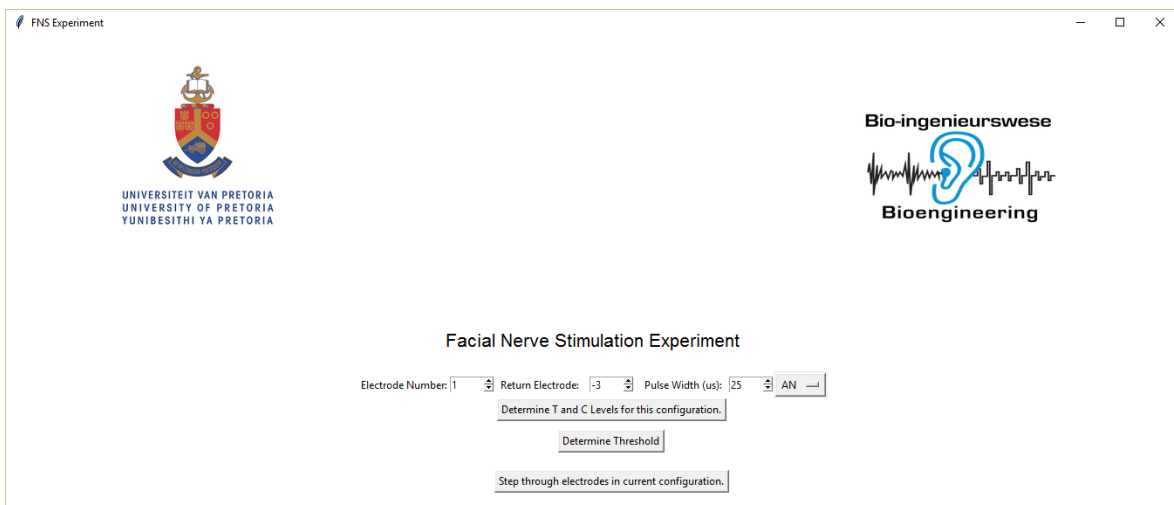 FNS Experiment
UNIVERSITEIT VAN PRETORIA
UNIVERSITY OF PRETORIA
YUNIBESITHI YA PRETORIA
Bio-ingenieurswese
Bioengineering
Facial Nerve Stimulation Experiment
Electrode Number: 1 Return Electrode: -3 Pulse Width (us): 25 AN
Determine T and C Levels for this configuration.
Determine Threshold
Step through electrodes in current configuration.